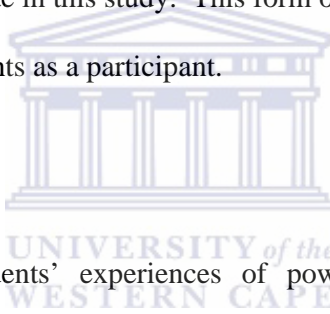 in this study. This form o
nts as a participant.
UNIVERSITY of the
ents' experiences of pow
WESTERN CAPE